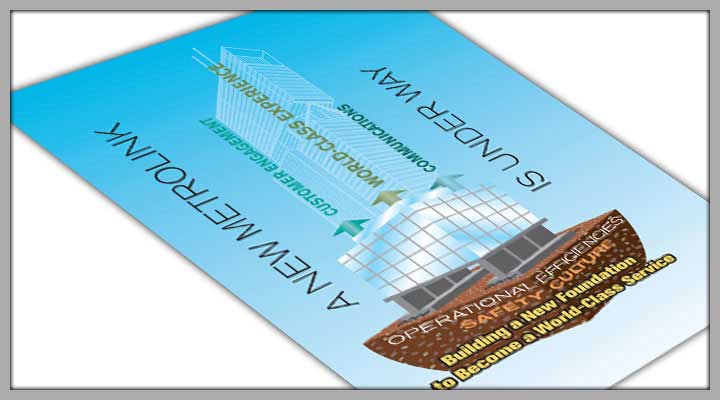 A NEW METROLINK
IS UNDER WAY
CUSTOMER ENGAGEMENT
WORLD-CLASS EXPERIENCE
COMMUNICATIONS
OPERATIONAL EFFICIENCIES
SAFETY CULTURE
Building a New Foundation
to Become a World-Class Service